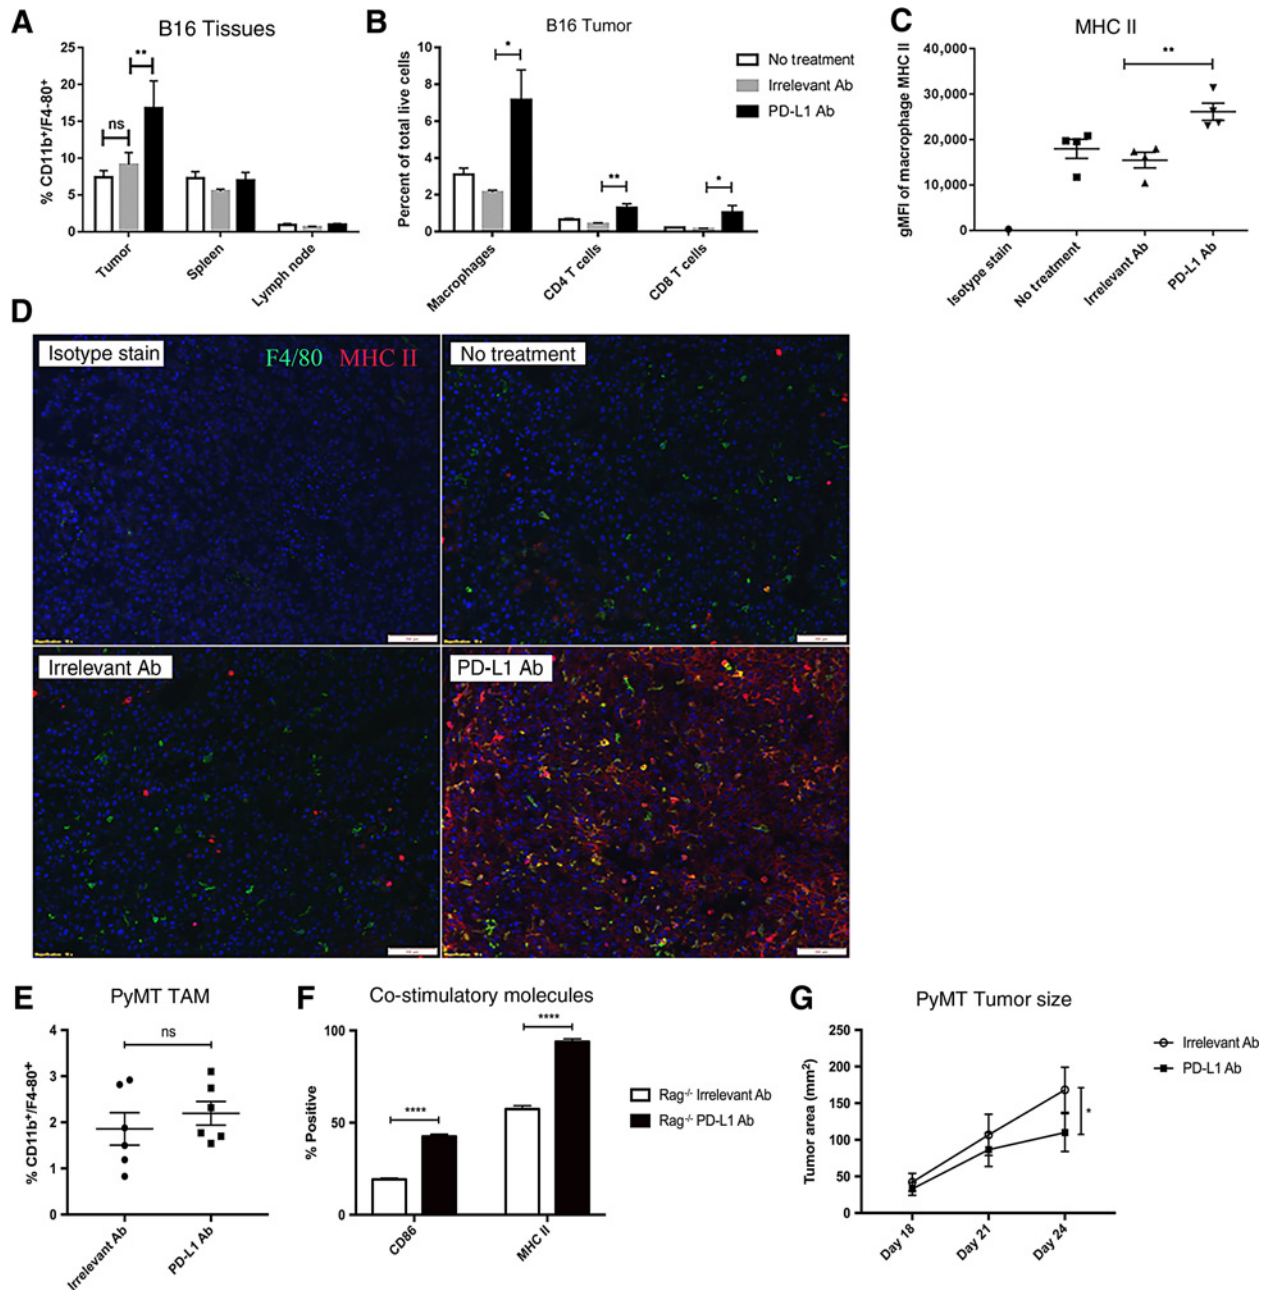 A
B16 Tissues
% CD11b⁺/F4-80⁺
25
20
15
10
5
0
ns
**
Tumor
Spleen
Lymph node
B
B16 Tumor
Percent of total live cells
10
8
6
4
2
0
*
**
*
Macrophages
CD4 T cells
CD8 T cells
No treatment
Irrelevant Ab
PD-L1 Ab
C
MHC II
gMFI of macrophage MHC II
40,000
30,000
20,000
10,000
0
**
Isotype stain
No treatment
Irrelevant Ab
PD-L1 Ab
D
Isotype stain
F4/80 MHC II
No treatment
Irrelevant Ab
PD-L1 Ab
E
PyMT TAM
% CD11b⁺/F4-80⁺
4
3
2
1
0
ns
Irrelevant Ab
PD-L1 Ab
F
Co-stimulatory molecules
% Positive
100
50
0
****
****
CD86
MHC II
Rag⁻/⁻ Irrelevant Ab
Rag⁻/⁻ PD-L1 Ab
G
PyMT Tumor size
Tumor area (mm²)
250
200
150
100
50
0
*
Day 18
Day 21
Day 24
Irrelevant Ab
PD-L1 Ab